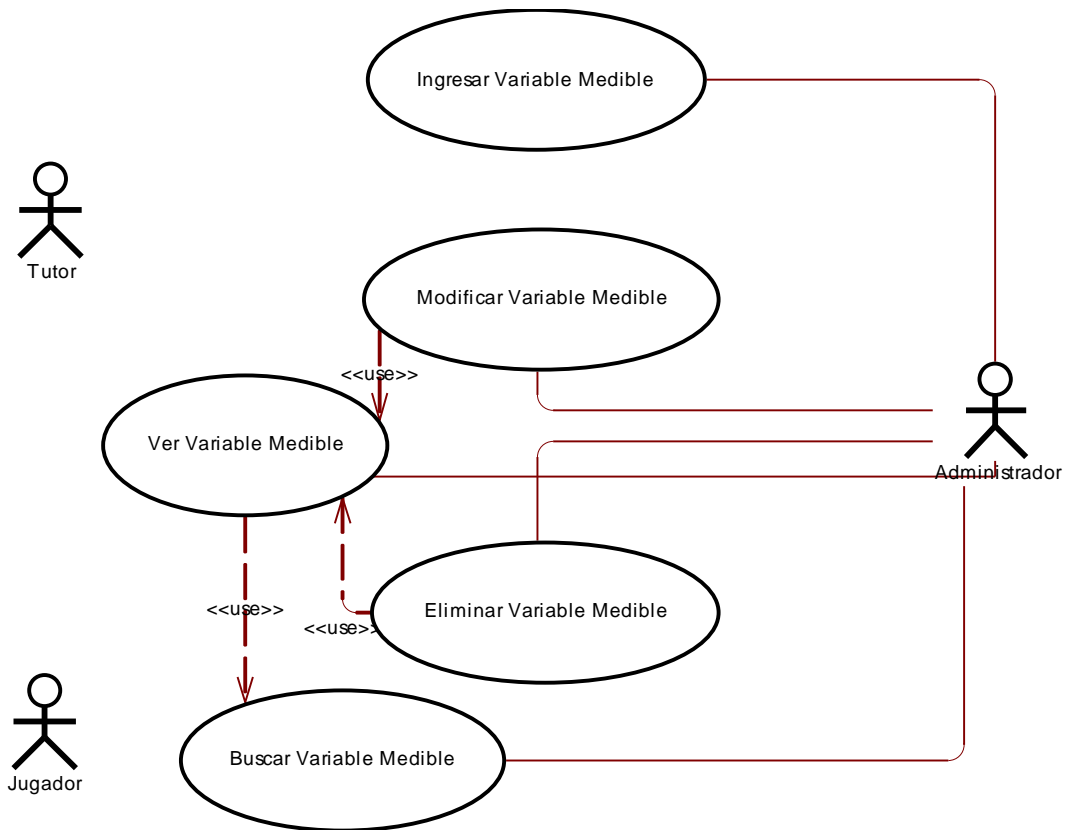 Ingresar Variable Medible
Tutor
Modificar Variable Medible
<<use>>
Ver Variable Medible
Administrador
<<use>>
<<use>>
Eliminar Variable Medible
Buscar Variable Medible
Jugador